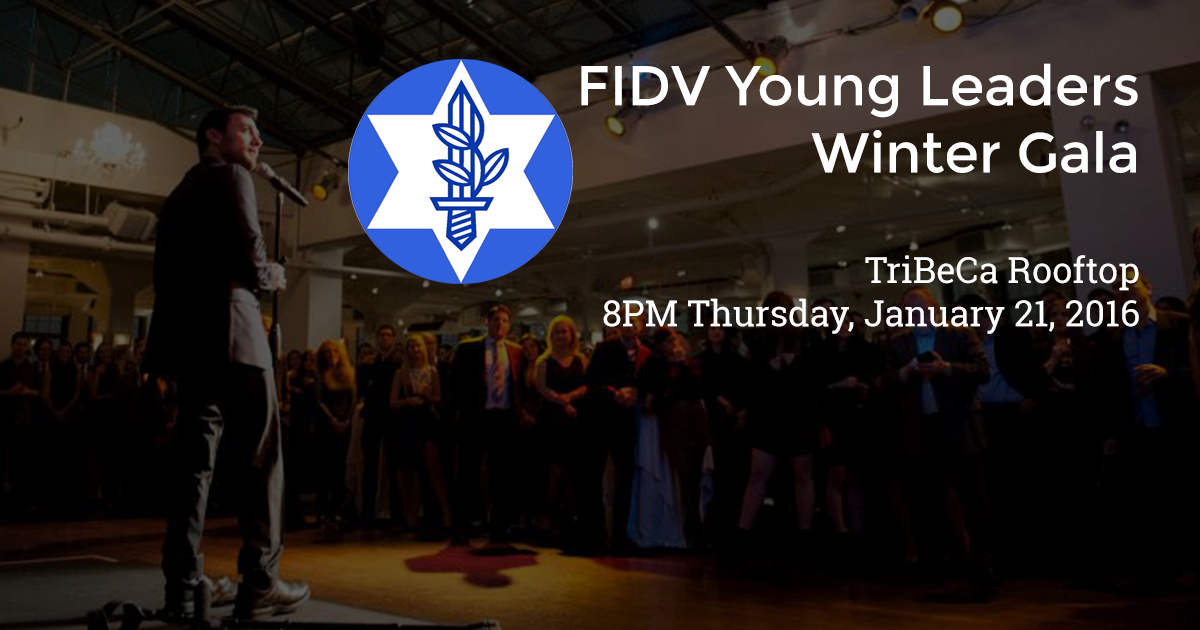 FIDV Young Leaders
Winter Gala
TriBeCa Rooftop
8PM Thursday, January 21, 2016